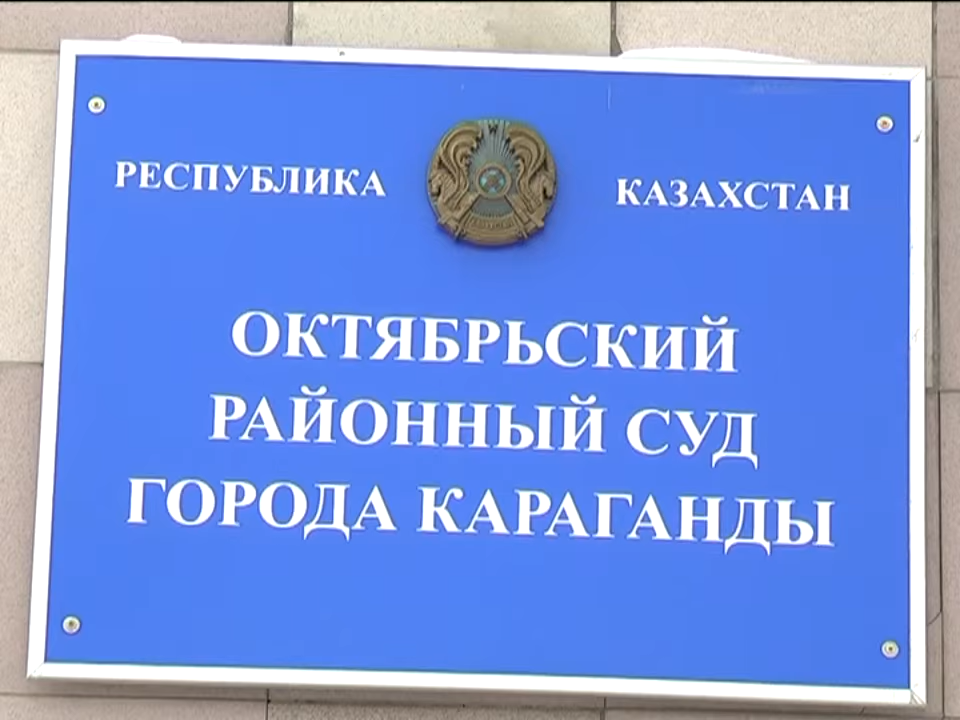 РЕСПУБЛИКА КАЗАХСТАН
ОКТЯБРЬСКИЙ
РАЙОННЫЙ СУД
ГОРОДА КАРАГАНДЫ